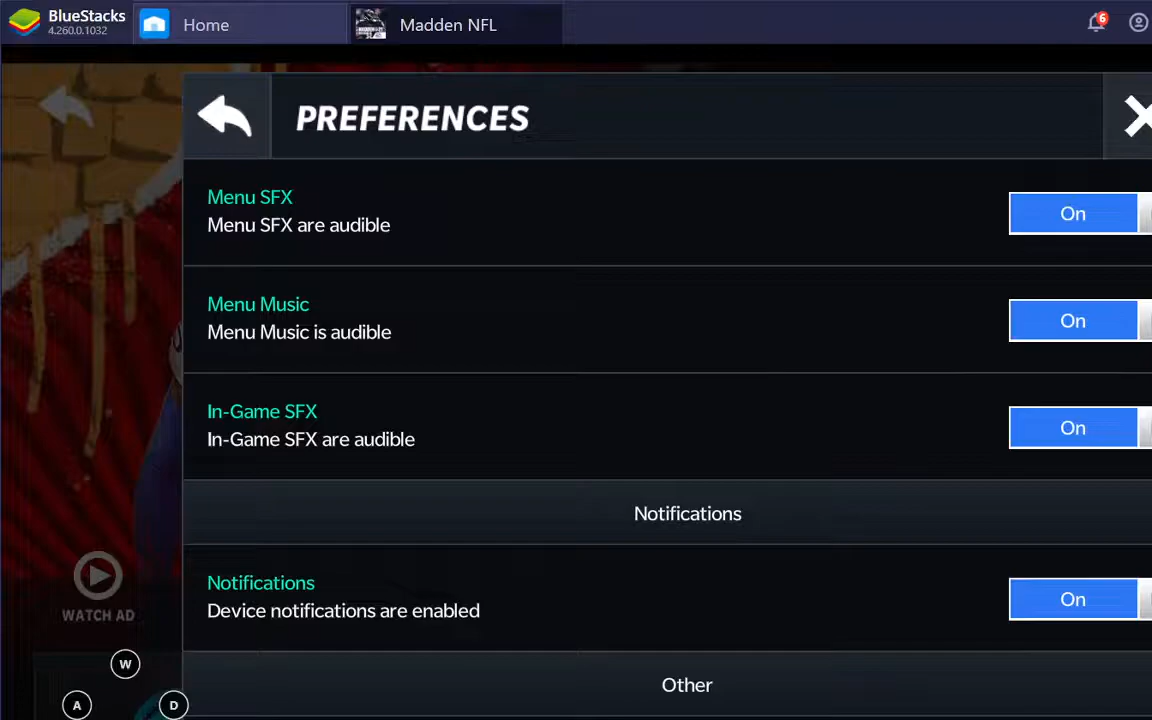 BlueStacks
4.260.0.1032
Home
Madden NFL
6
PREFERENCES
Menu SFX
Menu SFX are audible
On
Menu Music
Menu Music is audible
On
In-Game SFX
In-Game SFX are audible
On
Notifications
Notifications
Device notifications are enabled
On
WATCH AD
Other
W
A
D